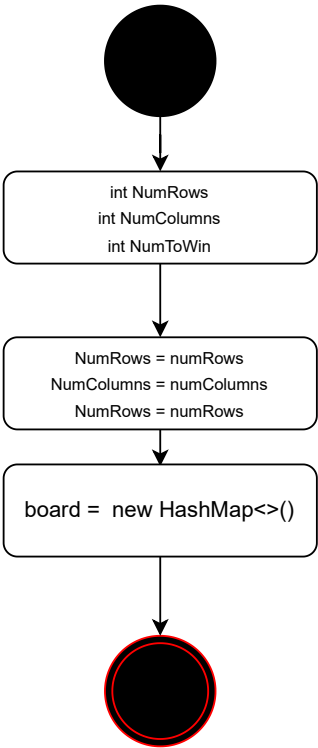 int NumRows
int NumColumns
int NumToWin
NumRows = numRows
NumColumns = numColumns
NumRows = numRows
board =  new HashMap<>()